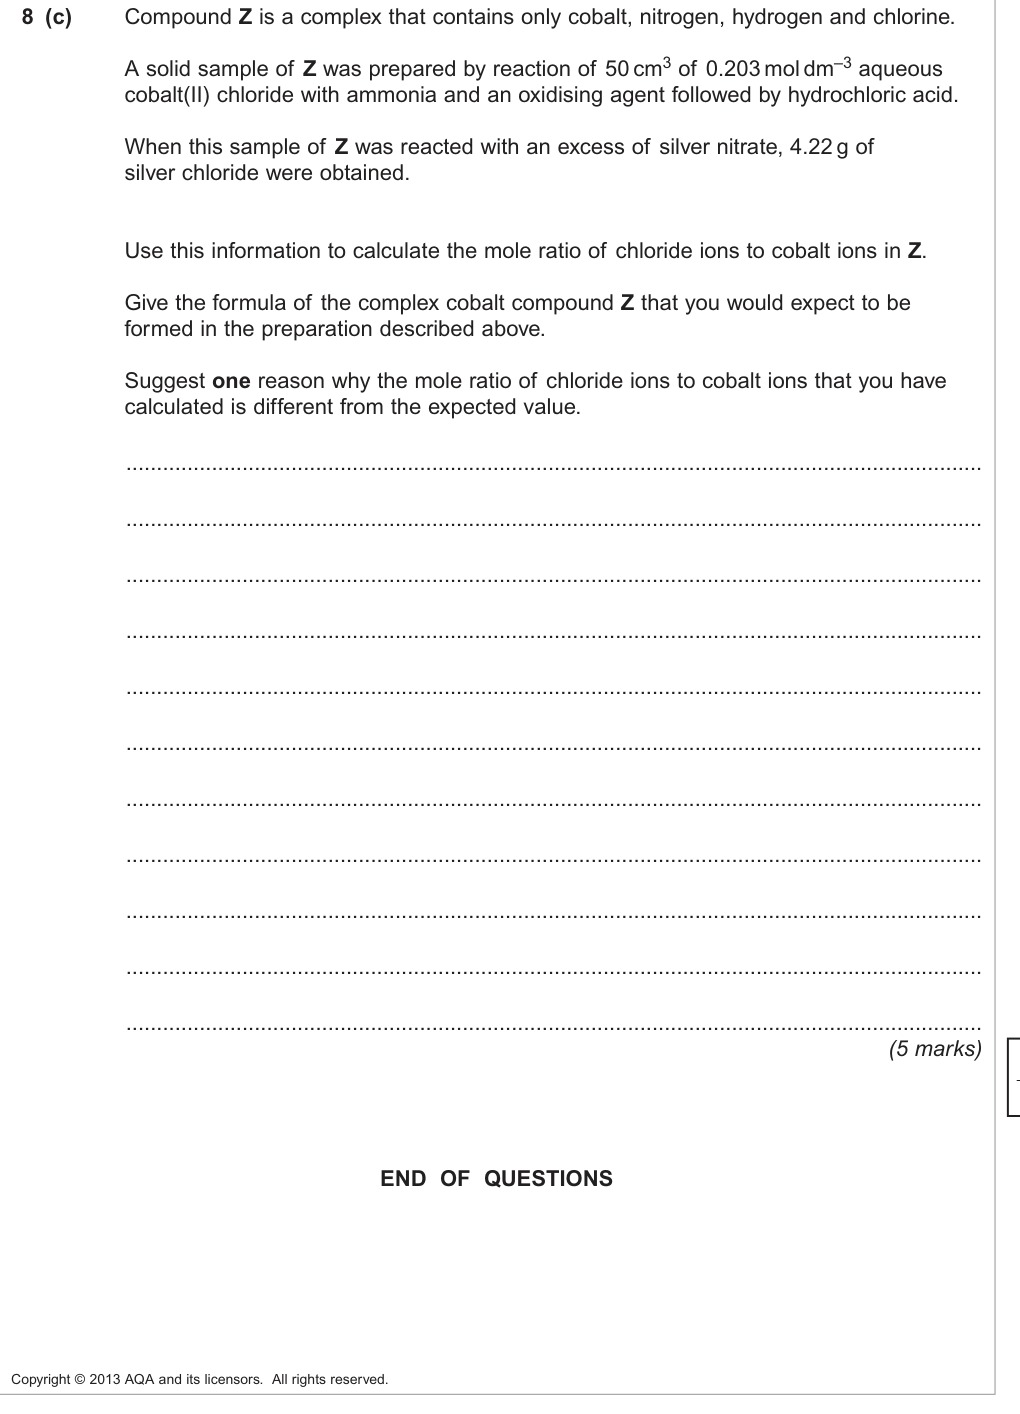 8 (c) Compound Z is a complex that contains only cobalt, nitrogen, hydrogen and chlorine.
A solid sample of Z was prepared by reaction of 50 cm³ of 0.203 mol dm⁻³ aqueous
cobalt(II) chloride with ammonia and an oxidising agent followed by hydrochloric acid.
When this sample of Z was reacted with an excess of silver nitrate, 4.22 g of
silver chloride were obtained.
Use this information to calculate the mole ratio of chloride ions to cobalt ions in Z.
Give the formula of the complex cobalt compound Z that you would expect to be
formed in the preparation described above.
Suggest one reason why the mole ratio of chloride ions to cobalt ions that you have
calculated is different from the expected value.
(5 marks)
END OF QUESTIONS
Copyright © 2013 AQA and its licensors. All rights reserved.